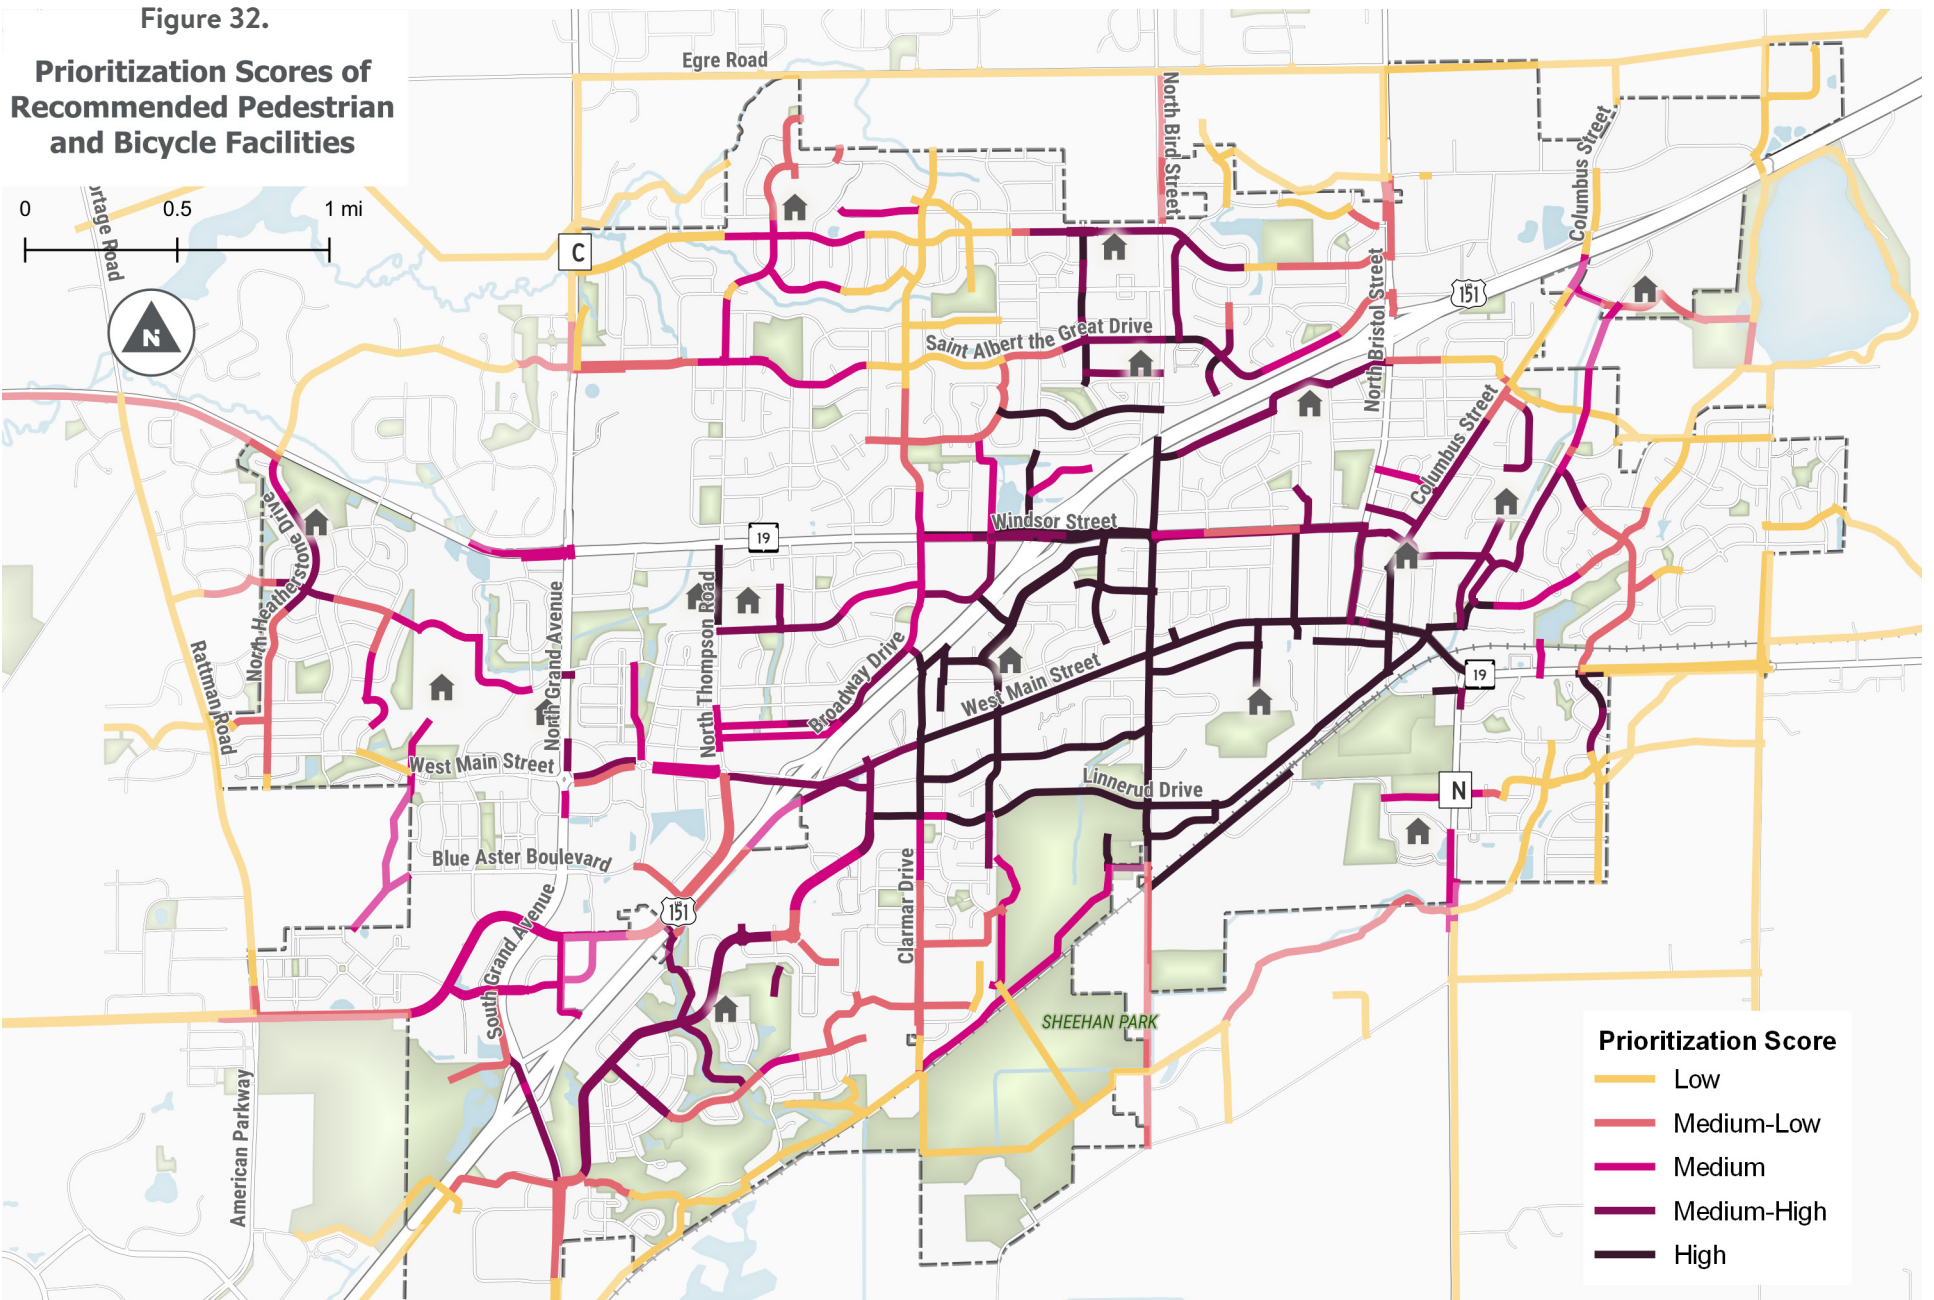 Figure 32.
Prioritization Scores of
Recommended Pedestrian
and Bicycle Facilities
0 0.5 1 mi
N
Egre Road
North Bird Street
Columbus Street
ortage Road
C
151
North Bristol Street
Saint Albert the Great Drive
Columbus Street
North Heatherstone Drive
19
Windsor Street
North Grand Avenue
North Thompson Road
Broadway Drive
West Main Street
19
Rattman Road
West Main Street
Linnerud Drive
N
Blue Aster Boulevard
Clarmar Drive
151
South Grand Avenue
SHEEHAN PARK
American Parkway
Prioritization Score
Low
Medium-Low
Medium
Medium-High
High